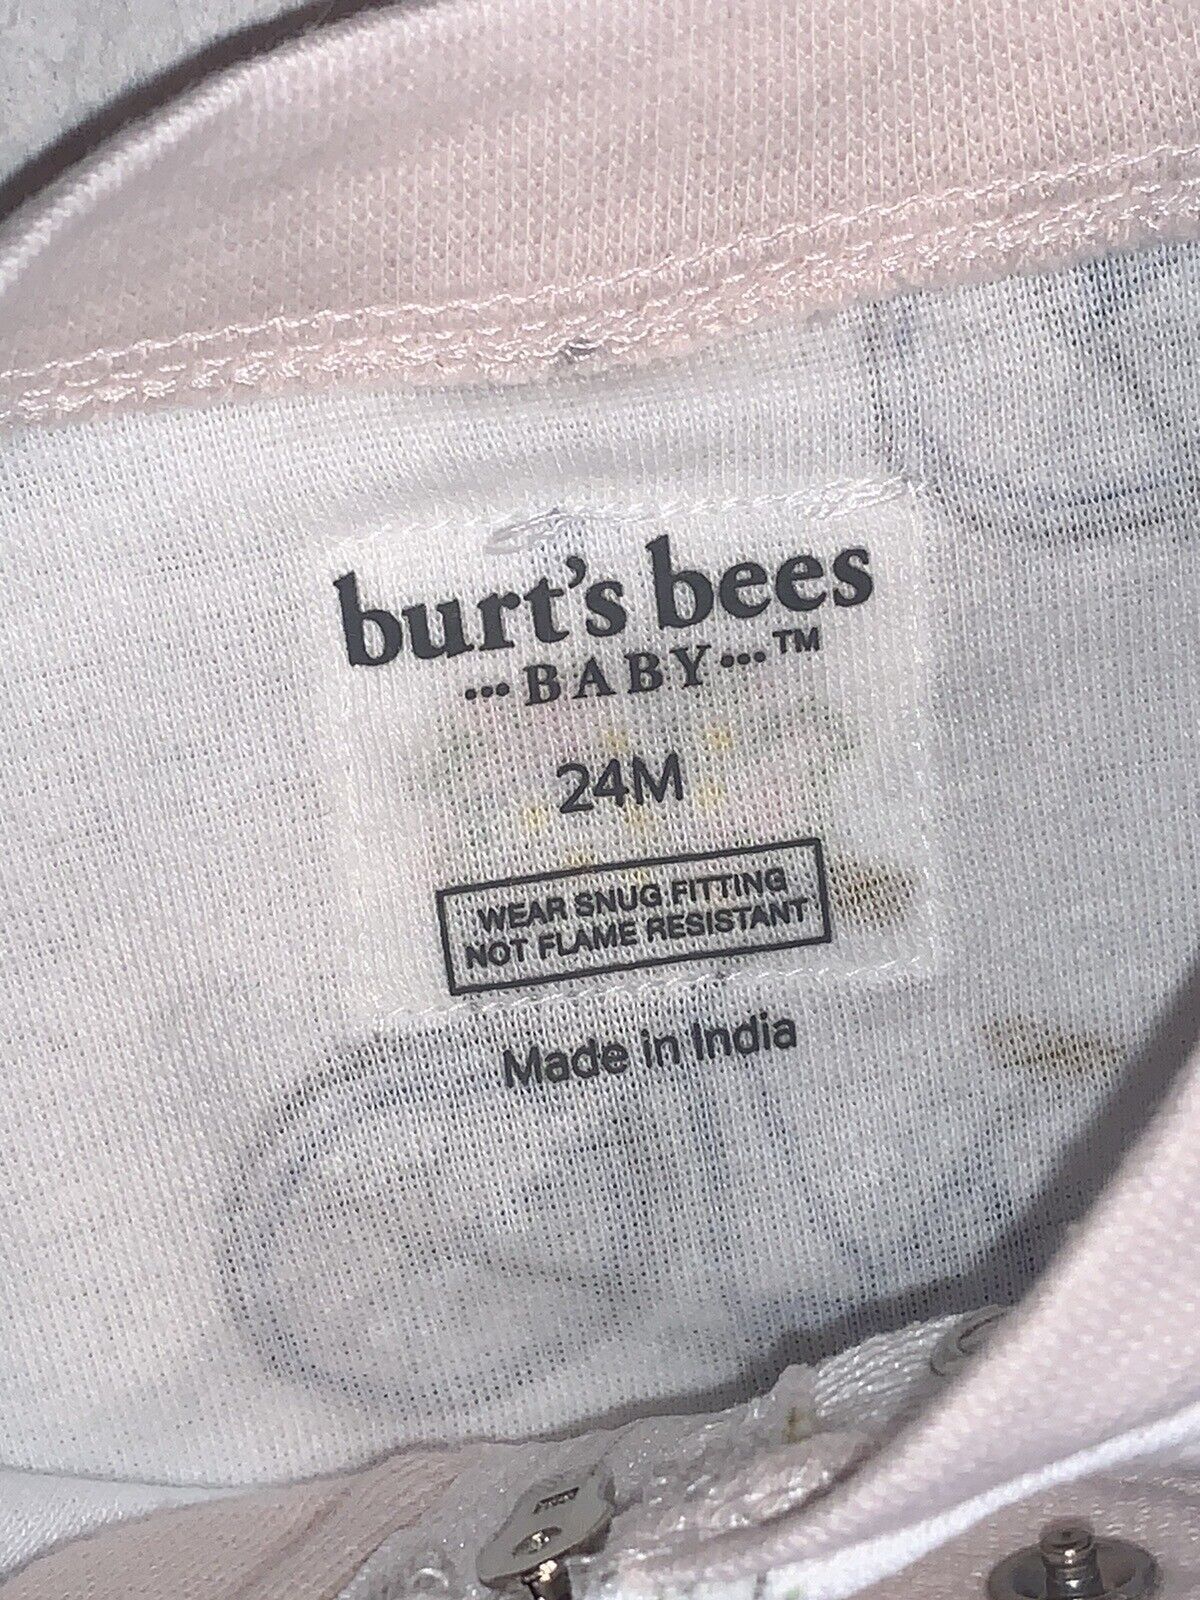 burt's bees
···BABY···™
24M
WEAR SNUG FITTING
NOT FLAME RESISTANT
Made in India